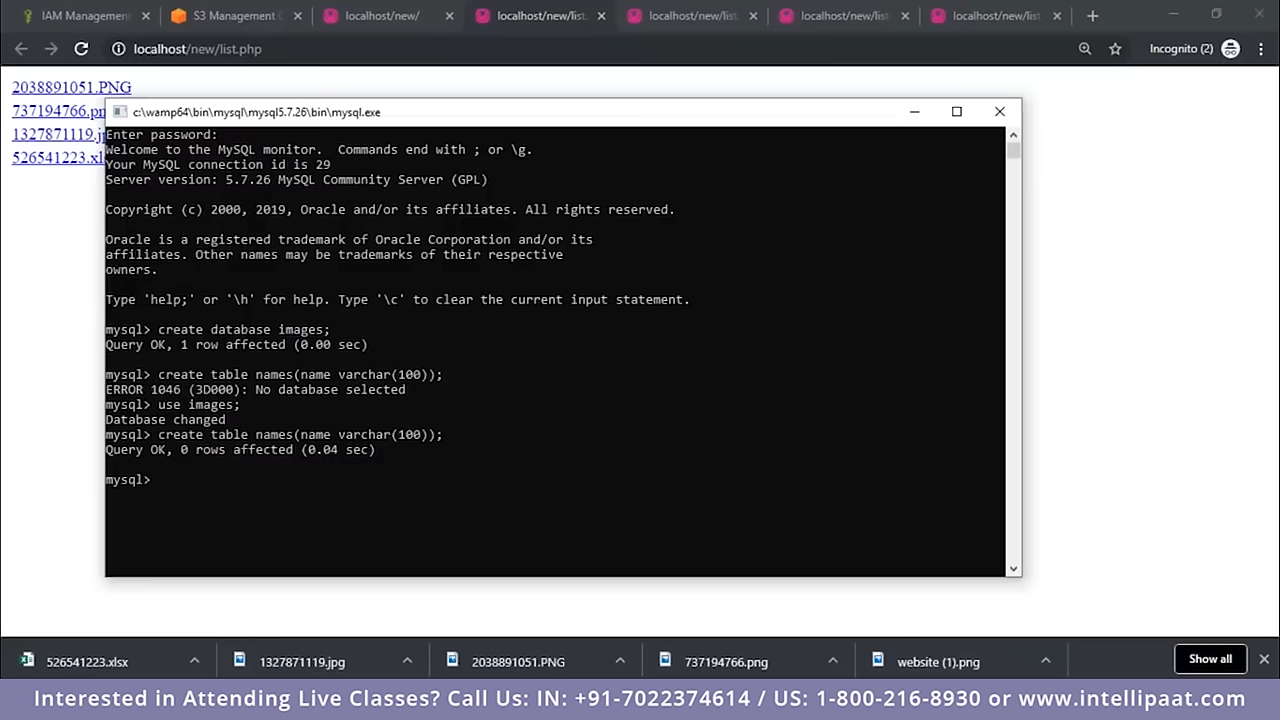 IAM Management
S3 Management
localhost/new/
localhost/new/list.
localhost/new/list.
localhost/new/list.
localhost/new/list.
localhost/new/list.php
Incognito (2)
2038891051.PNG
737194766.pn
1327871119.j
526541223.xl
c:\wamp64\bin\mysql\mysql5.7.26\bin\mysql.exe
Enter password:
Welcome to the MySQL monitor.  Commands end with ; or \g.
Your MySQL connection id is 29
Server version: 5.7.26 MySQL Community Server (GPL)
Copyright (c) 2000, 2019, Oracle and/or its affiliates. All rights reserved.
Oracle is a registered trademark of Oracle Corporation and/or its
affiliates. Other names may be trademarks of their respective
owners.
Type 'help;' or '\h' for help. Type '\c' to clear the current input statement.
mysql> create database images;
Query OK, 1 row affected (0.00 sec)
mysql> create table names(name varchar(100));
ERROR 1046 (3D000): No database selected
mysql> use images;
Database changed
mysql> create table names(name varchar(100));
Query OK, 0 rows affected (0.04 sec)
mysql>
526541223.xlsx
1327871119.jpg
2038891051.PNG
737194766.png
website (1).png
Show all
Interested in Attending Live Classes? Call Us: IN: +91-7022374614 / US: 1-800-216-8930 or www.intellipaat.com